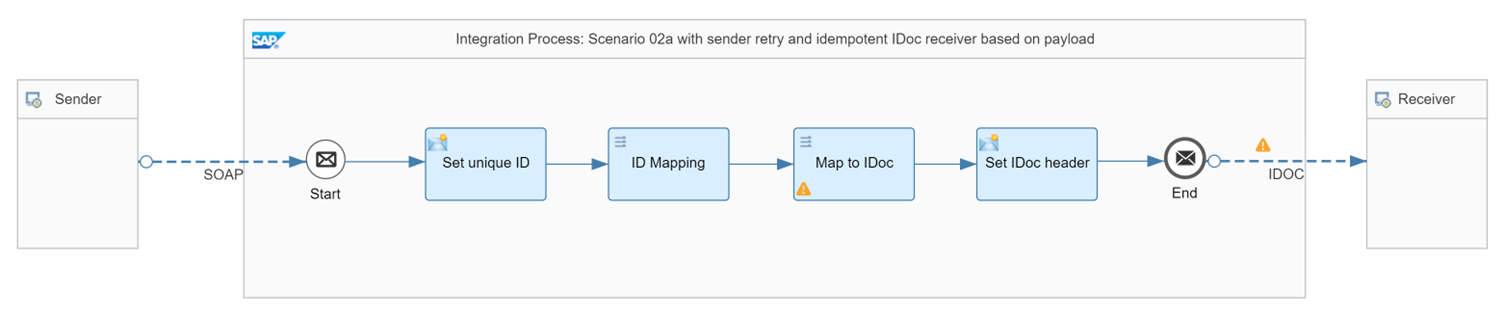 SAP
Integration Process: Scenario 02a with sender retry and idempotent IDoc receiver based on payload
Sender
Receiver
SOAP
Start
Set unique ID
ID Mapping
Map to IDoc
Set IDoc header
End
IDOC